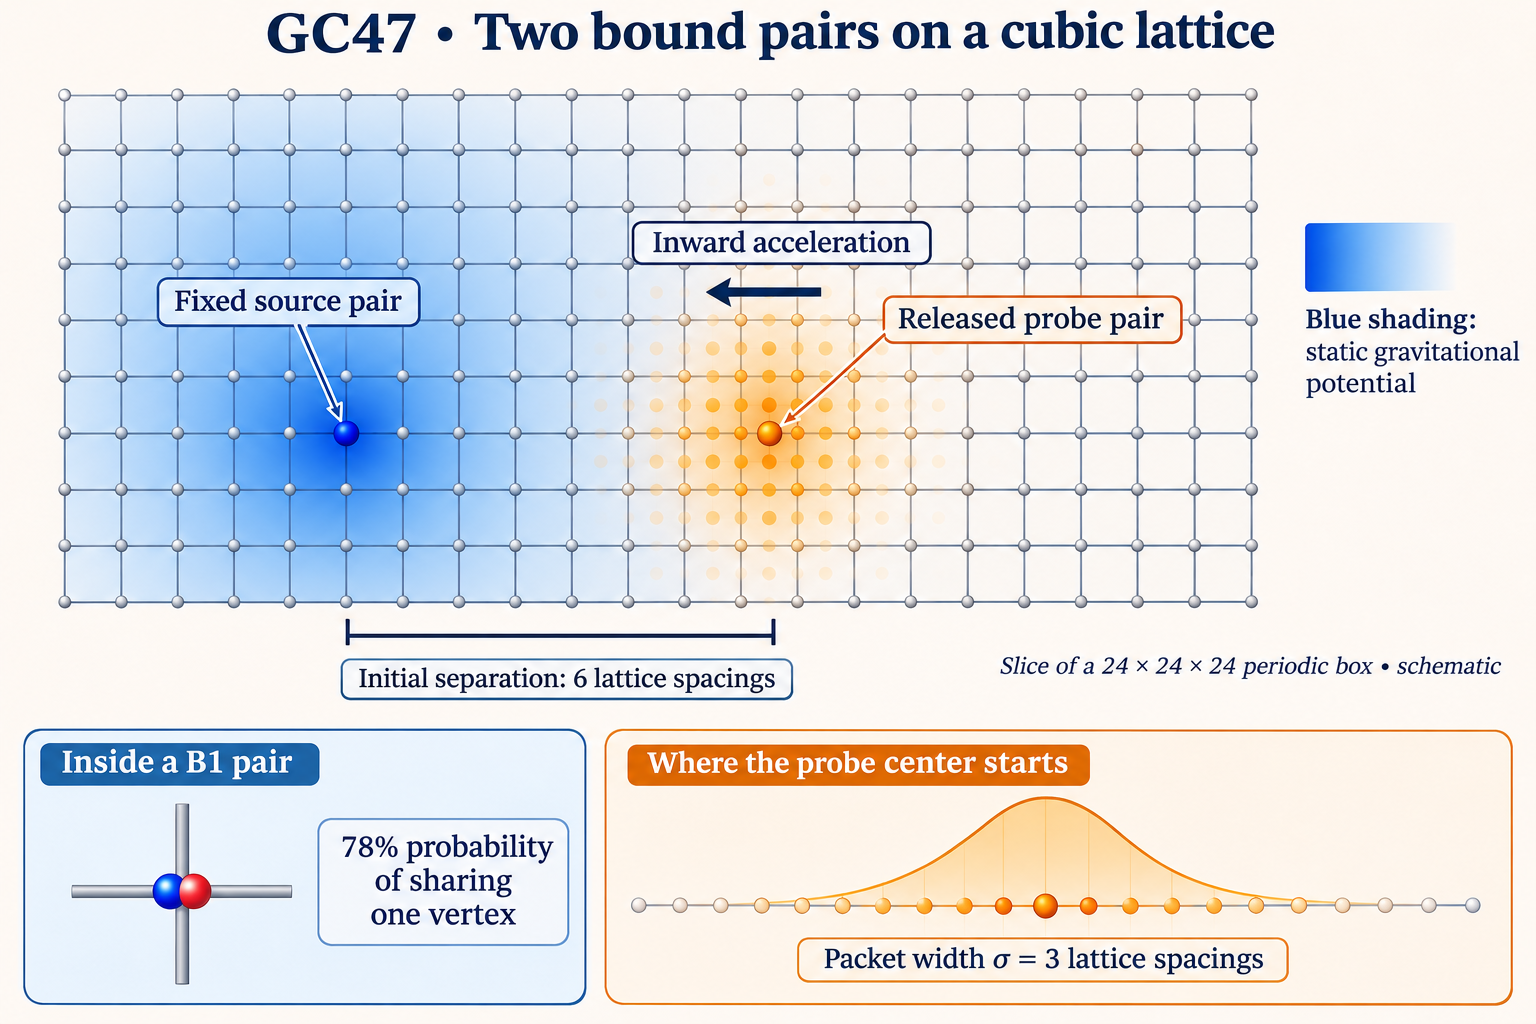 GC47 • Two bound pairs on a cubic lattice
Inward acceleration
Fixed source pair
Released probe pair
Blue shading:
static gravitational
potential
Initial separation: 6 lattice spacings
Slice of a 24 × 24 × 24 periodic box • schematic
Inside a B1 pair
78% probability
of sharing
one vertex
Where the probe center starts
Packet width σ = 3 lattice spacings